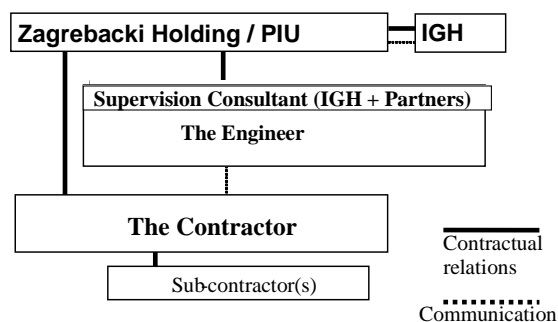 Zagrebacki Holding / PIU
IGH
Supervision Consultant (IGH + Partners)
The Engineer
The Contractor
Sub-contractor(s)
Contractual
relations
Communication